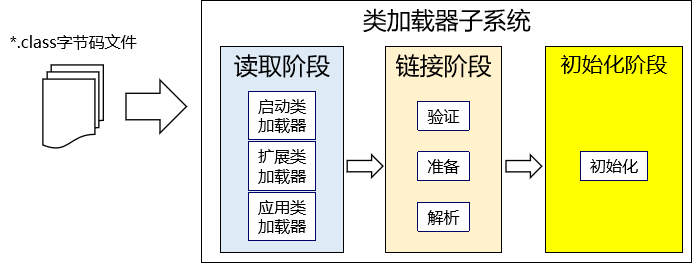 类加载器子系统
*.class字节码文件
读取阶段
启动类
加载器
扩展类
加载器
应用类
加载器
链接阶段
验证
准备
解析
初始化阶段
初始化